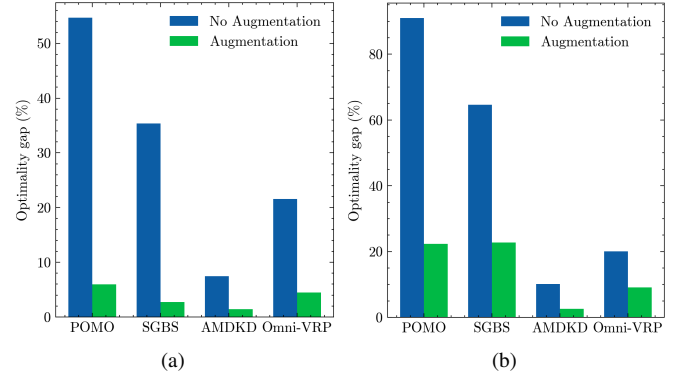 No Augmentation
Augmentation
Optimality gap (%)
50
40
30
20
10
0
POMO SGBS AMDKD Omni-VRP
(a)
No Augmentation
Augmentation
Optimality gap (%)
80
60
40
20
0
POMO SGBS AMDKD Omni-VRP
(b)